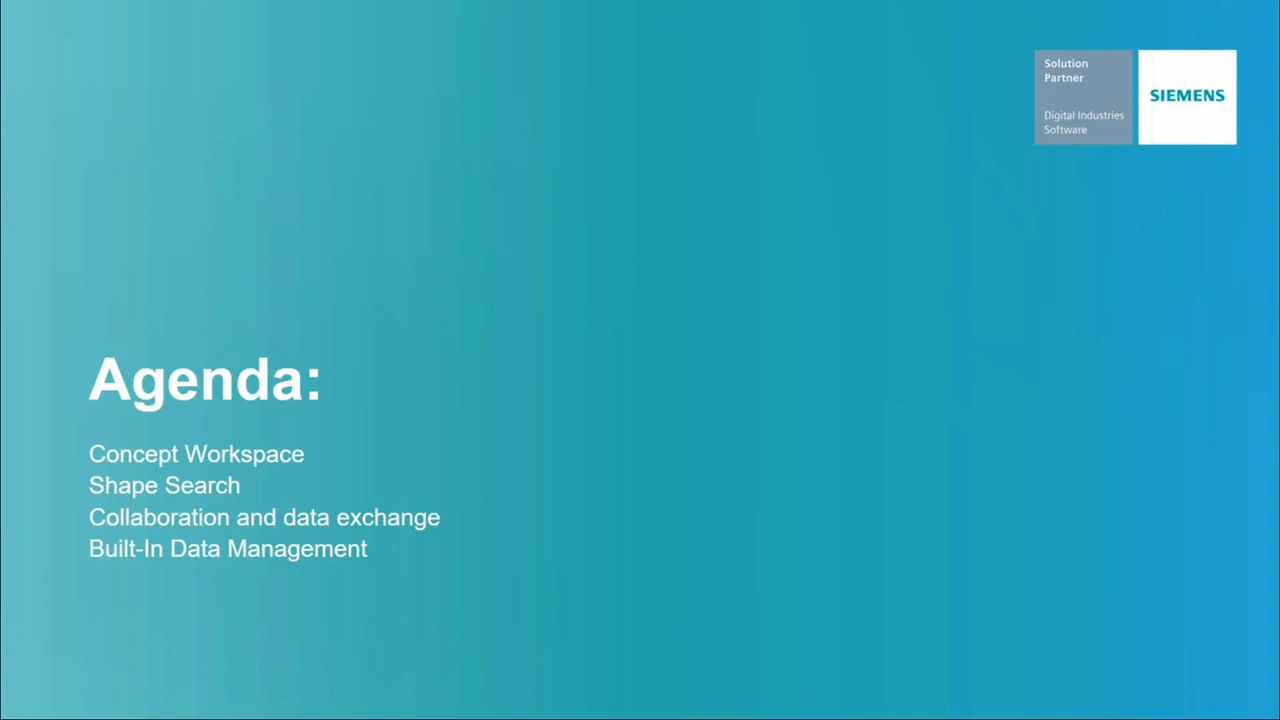 Solution
Partner
Digital Industries
Software
SIEMENS
Agenda:
Concept Workspace
Shape Search
Collaboration and data exchange
Built-In Data Management